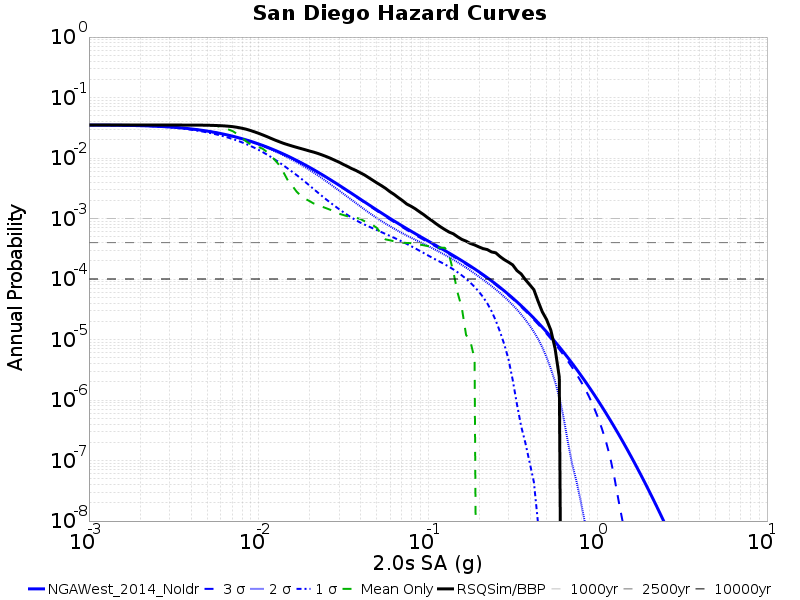 San Diego Hazard Curves
Annual Probability
10^0
10^-1
10^-2
10^-3
10^-4
10^-5
10^-6
10^-7
10^-8
10^-3 10^-2 10^-1 10^0 10^1
2.0s SA (g)
NGAWest_2014_NoIdr 3 σ 2 σ 1 σ Mean Only RSQSim/BBP 1000yr 2500yr 10000yr